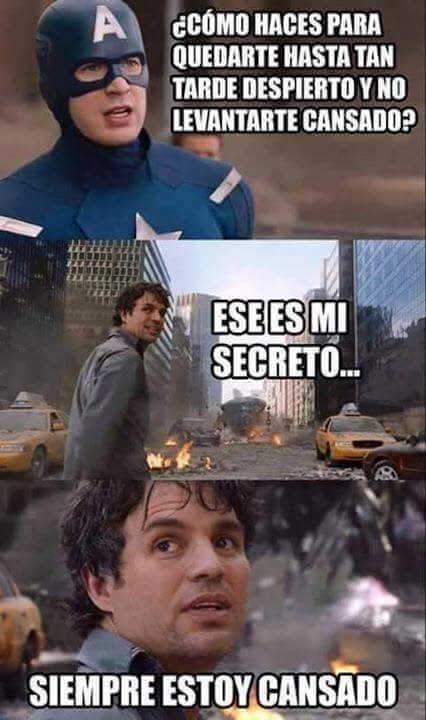 A
¿CÓMO HACES PARA
QUEDARTE HASTA TAN
TARDE DESPIERTO Y NO
LEVANTARTE CANSADO?
ESE ES MI
SECRETO...
SIEMPRE ESTOY CANSADO